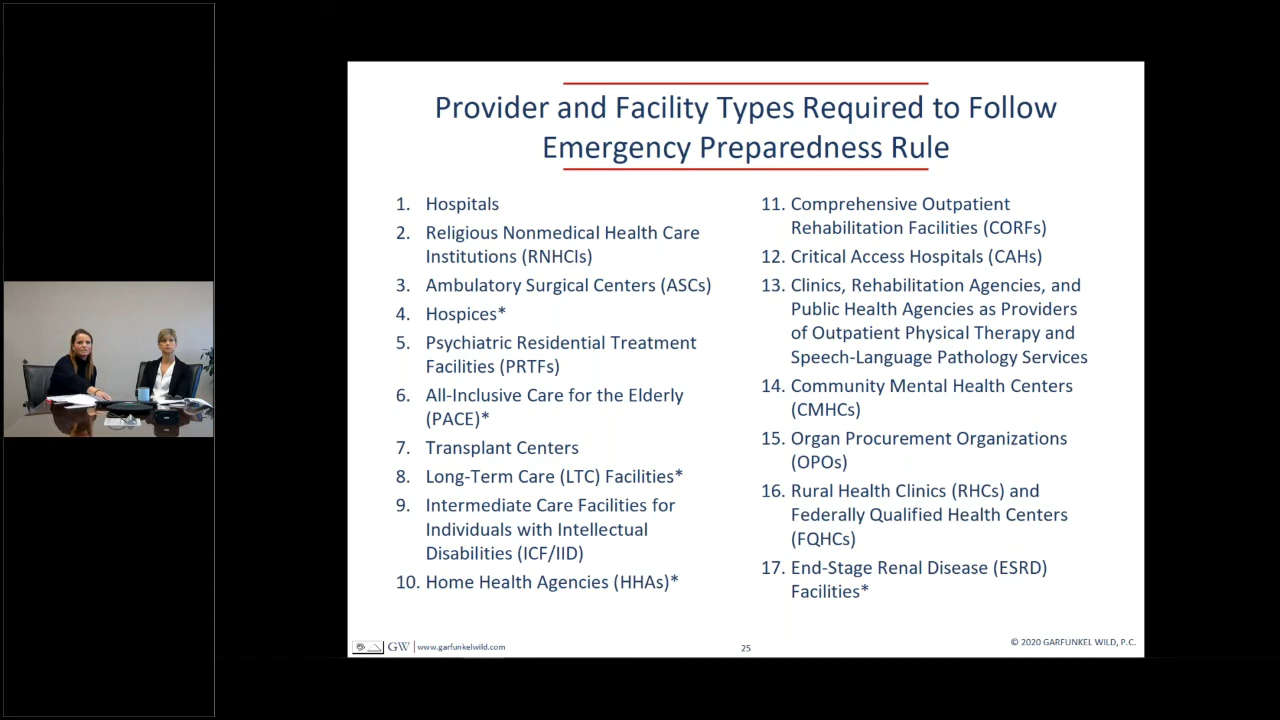 Provider and Facility Types Required to Follow
Emergency Preparedness Rule
1. Hospitals
2. Religious Nonmedical Health Care
Institutions (RNHCIs)
3. Ambulatory Surgical Centers (ASCs)
4. Hospices*
5. Psychiatric Residential Treatment
Facilities (PRTFs)
6. All-Inclusive Care for the Elderly
(PACE)*
7. Transplant Centers
8. Long-Term Care (LTC) Facilities*
9. Intermediate Care Facilities for
Individuals with Intellectual
Disabilities (ICF/IID)
10. Home Health Agencies (HHAs)*
11. Comprehensive Outpatient
Rehabilitation Facilities (CORFs)
12. Critical Access Hospitals (CAHs)
13. Clinics, Rehabilitation Agencies, and
Public Health Agencies as Providers
of Outpatient Physical Therapy and
Speech-Language Pathology Services
14. Community Mental Health Centers
(CMHCs)
15. Organ Procurement Organizations
(OPOs)
16. Rural Health Clinics (RHCs) and
Federally Qualified Health Centers
(FQHCs)
17. End-Stage Renal Disease (ESRD)
Facilities*
GW www.garfunkelwild.com
25
© 2020 GARFUNKEL WILD, P.C.